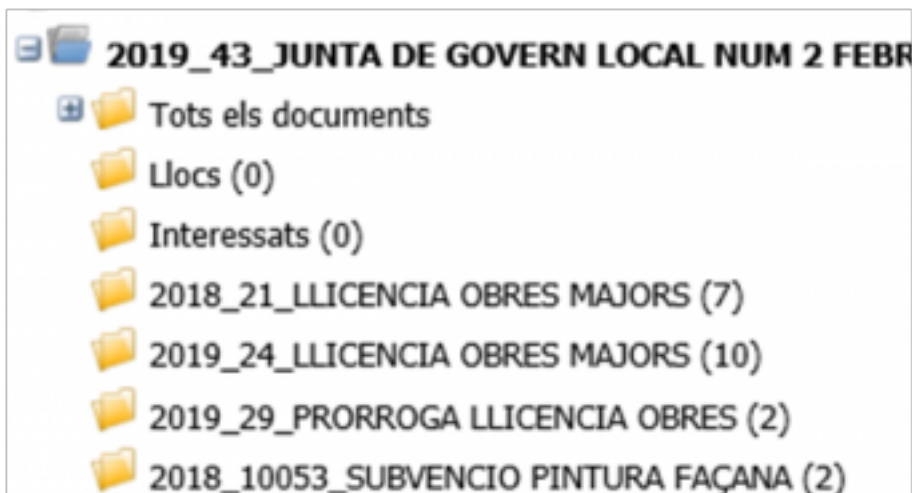 2019_43_JUNTA DE GOVERN LOCAL NUM 2 FEBR
Tots els documents
Llocs (0)
Interessats (0)
2018_21_LLICENCIA OBRES MAJORS (7)
2019_24_LLICENCIA OBRES MAJORS (10)
2019_29_PRORROGA LLICENCIA OBRES (2)
2018_10053_SUBVENCIO PINTURA FAÇANA (2)